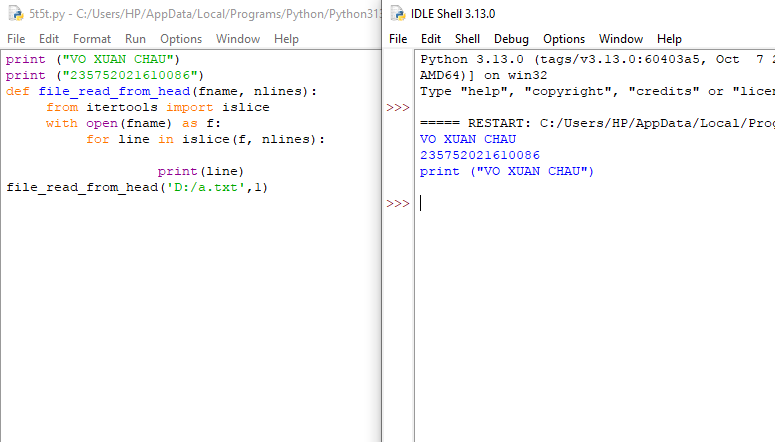 5t5t.py - C:/Users/HP/AppData/Local/Programs/Python/Python313
File Edit Format Run Options Window Help
print ("VO XUAN CHAU")
print ("235752021610086")
def file_read_from_head(fname, nlines):
from itertools import islice
with open(fname) as f:
for line in islice(f, nlines):
print(line)
file_read_from_head('D:/a.txt',1)
IDLE Shell 3.13.0
File Edit Shell Debug Options Window Help
Python 3.13.0 (tags/v3.13.0:60403a5, Oct 7 2
AMD64)] on win32
Type "help", "copyright", "credits" or "licen
>>>
===== RESTART: C:/Users/HP/AppData/Local/Prog
VO XUAN CHAU
235752021610086
print ("VO XUAN CHAU")
>>>